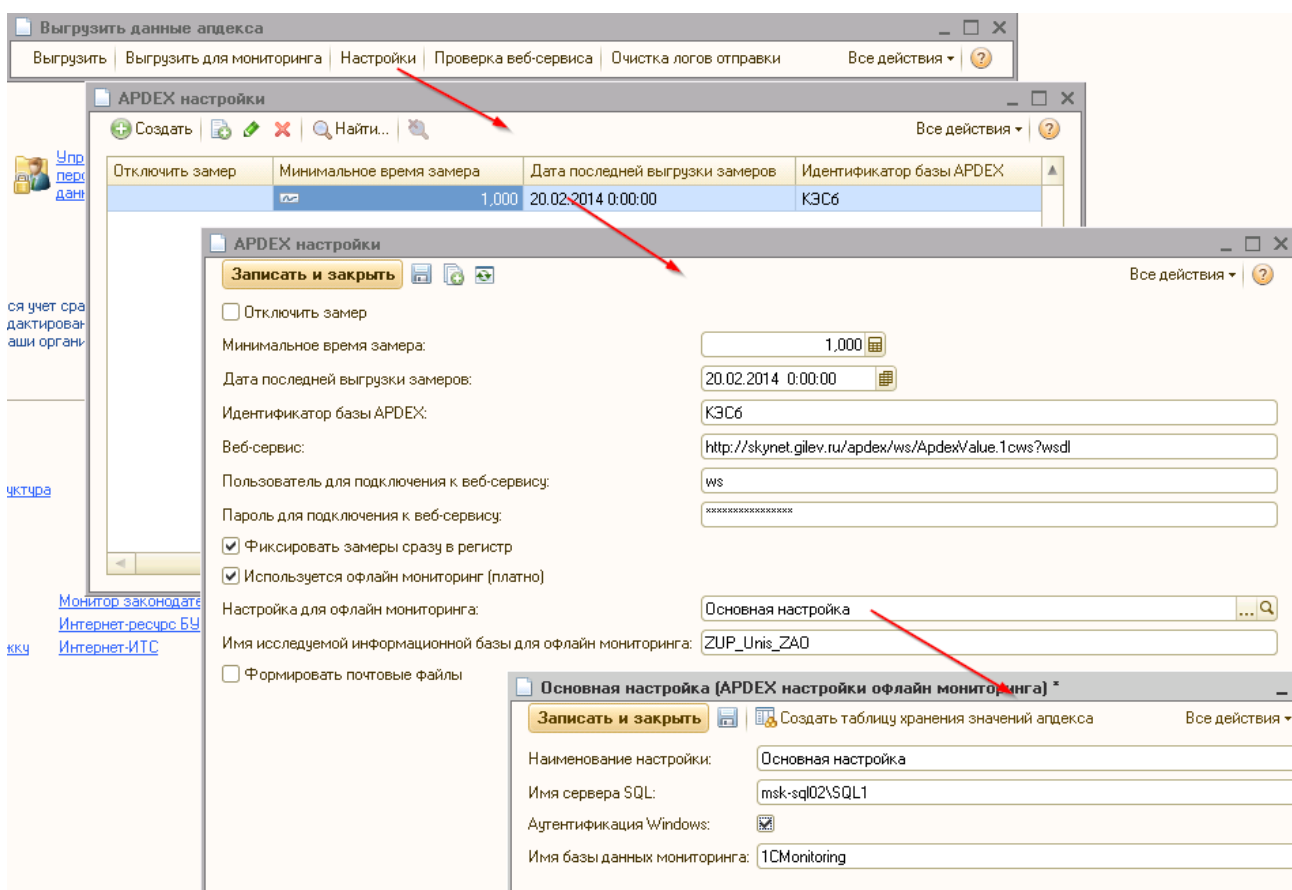 Выгрузить данные апдекса
Выгрузить Выгрузить для мониторинга Настройки Проверка веб-сервиса Очистка логов отправки Все действия
APDEX настройки
Создать Найти... Все действия
Упр
перс
данн
Отключить замер Минимальное время замера Дата последней выгрузки замеров Идентификатор базы APDEX
1,000 20.02.2014 0:00:00 КЭСб
APDEX настройки
Записать и закрыть Все действия
Отключить замер
Минимальное время замера: 1,000
Дата последней выгрузки замеров: 20.02.2014 0:00:00
Идентификатор базы APDEX: КЭСб
Веб-сервис: http://skynet.gilev.ru/apdex/ws/ApdexValue.1cws?wsdl
Пользователь для подключения к веб-сервису: ws
Пароль для подключения к веб-сервису: ****************
Фиксировать замеры сразу в регистр
Используется офлайн мониторинг (платно)
Настройка для офлайн мониторинга: Основная настройка ...
Имя исследуемой информационной базы для офлайн мониторинга: ZUP_Unis_ZAO
Формировать почтовые файлы
ся учет сра
дактирован
аши органи
уктура
Монитор законодате
Интернет-ресурс БУ
жку Интернет-ИТС
Основная настройка (APDEX настройки офлайн мониторинга) *
Записать и закрыть Создать таблицу хранения значений апдекса Все действия
Наименование настройки: Основная настройка
Имя сервера SQL: msk-sql02\SQL1
Аутентификация Windows:
Имя базы данных мониторинга: 1CMonitoring